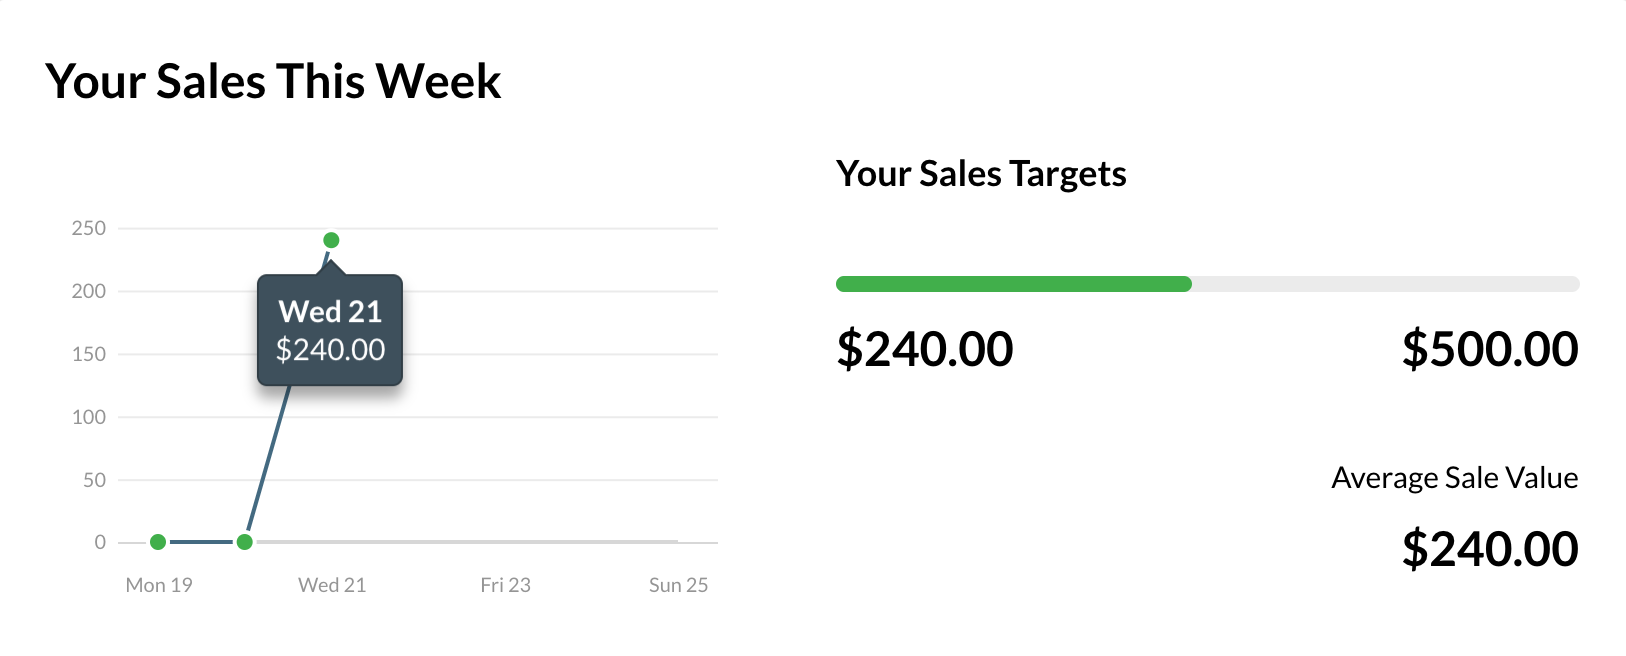 Your Sales This Week
250
200
150
100
50
0
Wed 21
$240.00
Mon 19
Wed 21
Fri 23
Sun 25
Your Sales Targets
$240.00
$500.00
Average Sale Value
$240.00